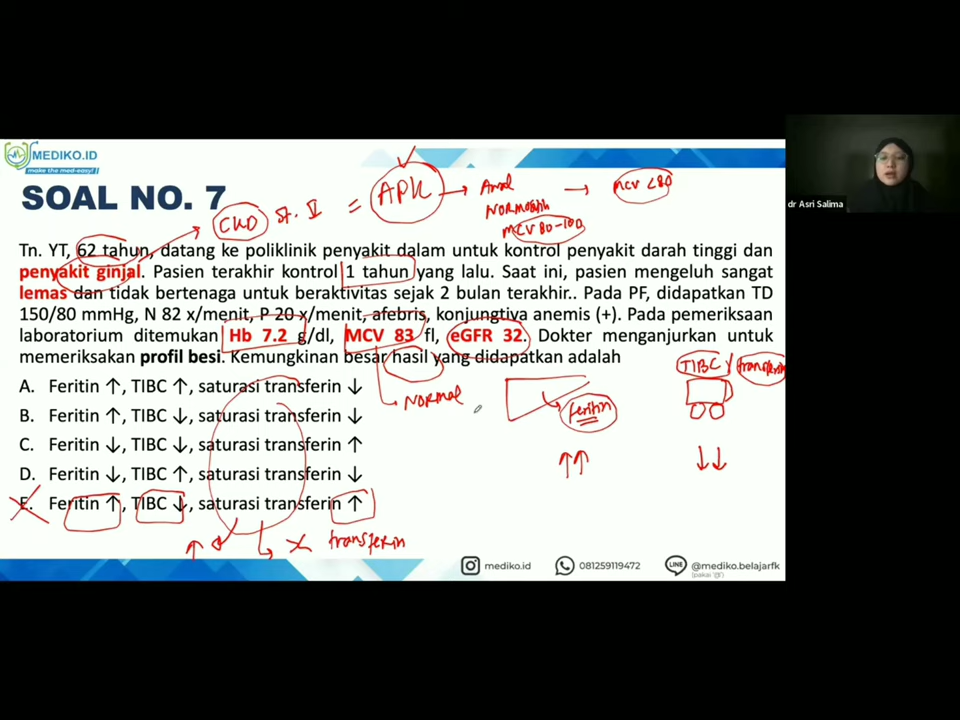 MEDIKO.ID
make the med-easy!
SOAL NO. 7
CKD st. V = APK
Awal
NORMOsitik
MCV 80-100
MCV <80
dr Asri Salima
Tn. YT, 62 tahun, datang ke poliklinik penyakit dalam untuk kontrol penyakit darah tinggi dan
penyakit ginjal. Pasien terakhir kontrol 1 tahun yang lalu. Saat ini, pasien mengeluh sangat
lemas dan tidak bertenaga untuk beraktivitas sejak 2 bulan terakhir.. Pada PF, didapatkan TD
150/80 mmHg, N 82 x/menit, P 20 x/menit, afebris, konjungtiva anemis (+). Pada pemeriksaan
laboratorium ditemukan Hb 7.2 g/dl, MCV 83 fl, eGFR 32. Dokter menganjurkan untuk
memeriksakan profil besi. Kemungkinan besar hasil yang didapatkan adalah
A. Feritin ↑, TIBC ↑, saturasi transferin ↓
B. Feritin ↑, TIBC ↓, saturasi transferin ↓
C. Feritin ↓, TIBC ↓, saturasi transferin ↑
D. Feritin ↓, TIBC ↑, saturasi transferin ↓
E. Feritin ↑, TIBC ↓, saturasi transferin ↑
NORMAL
feritin
↑↑
TIBC / transferin
↓↓
↑
transferin
mediko.id
081259119472
@mediko.belajarfk
(pakai '@')